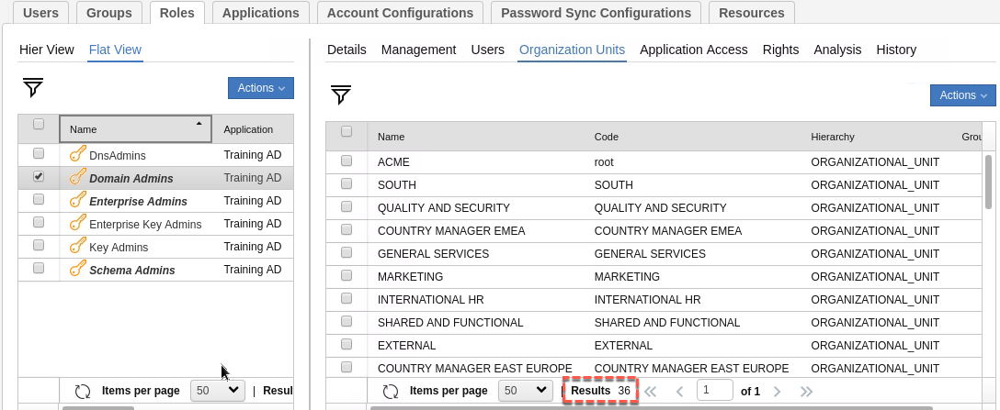 Users Groups Roles Applications Account Configurations Password Sync Configurations Resources
Hier View Flat View
Actions
Name Application
DnsAdmins Training AD
Domain Admins Training AD
Enterprise Admins Training AD
Enterprise Key Admins Training AD
Key Admins Training AD
Schema Admins Training AD
Items per page 50 | Resul
Details Management Users Organization Units Application Access Rights Analysis History
Actions
Name Code Hierarchy Grou
ACME root ORGANIZATIONAL_UNIT
SOUTH SOUTH ORGANIZATIONAL_UNIT
QUALITY AND SECURITY QUALITY AND SECURITY ORGANIZATIONAL_UNIT
COUNTRY MANAGER EMEA COUNTRY MANAGER EMEA ORGANIZATIONAL_UNIT
GENERAL SERVICES GENERAL SERVICES ORGANIZATIONAL_UNIT
MARKETING MARKETING ORGANIZATIONAL_UNIT
INTERNATIONAL HR INTERNATIONAL HR ORGANIZATIONAL_UNIT
SHARED AND FUNCTIONAL SHARED AND FUNCTIONAL ORGANIZATIONAL_UNIT
EXTERNAL EXTERNAL ORGANIZATIONAL_UNIT
COUNTRY MANAGER EAST EUROPE COUNTRY MANAGER EAST EUROPE ORGANIZATIONAL_UNIT
Items per page 50 | Results 36 1 of 1